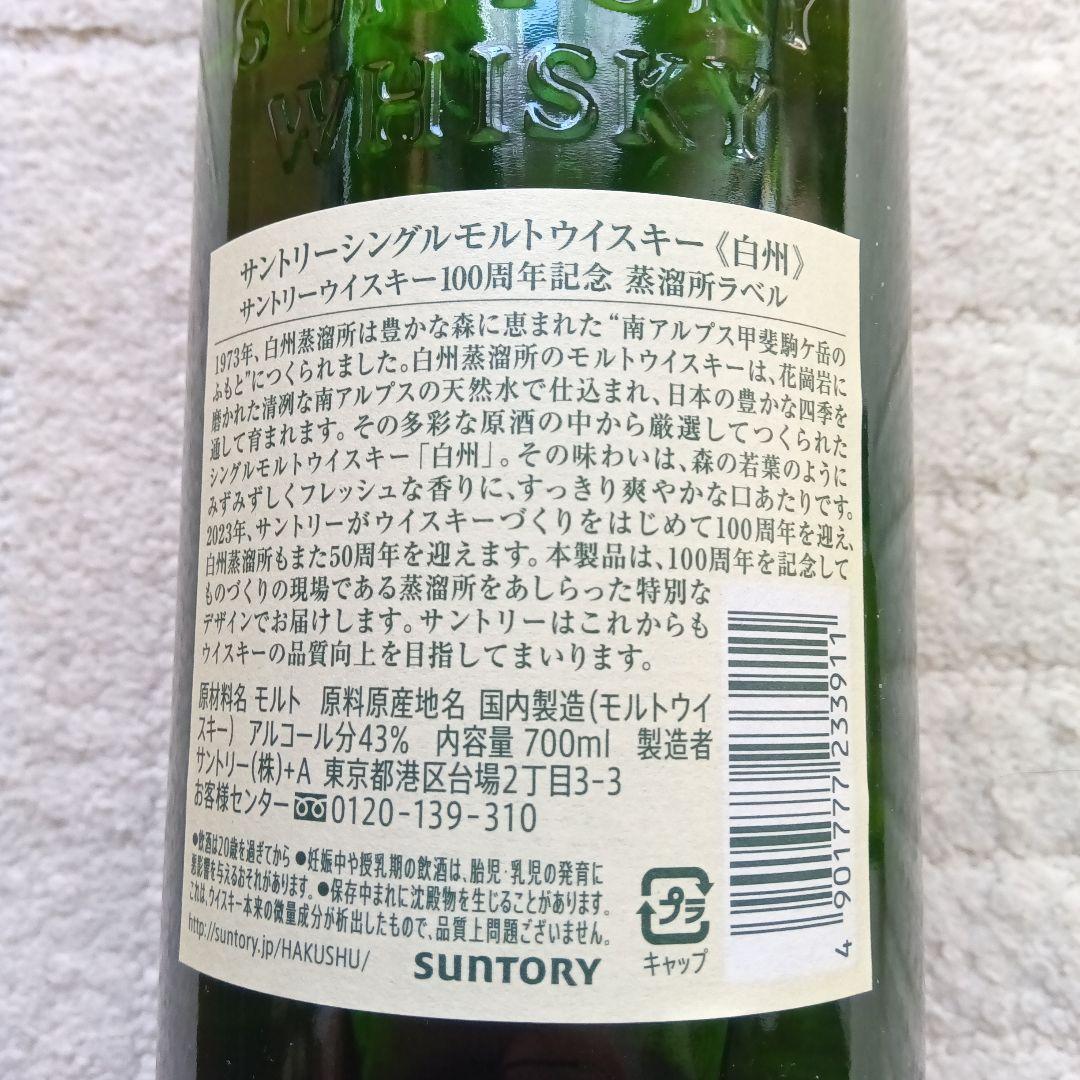 SUNTORY
WHISKY
サントリーシングルモルトウイスキー《白州》
サントリーウイスキー100周年記念 蒸溜所ラベル
1973年、白州蒸溜所は豊かな森に恵まれた“南アルプス甲斐駒ケ岳の
ふもと”につくられました。白州蒸溜所のモルトウイスキーは、花崗岩に
磨かれた清冽な南アルプスの天然水で仕込まれ、日本の豊かな四季を
通して育まれます。その多彩な原酒の中から厳選してつくられた
シングルモルトウイスキー「白州」。その味わいは、森の若葉のように
みずみずしくフレッシュな香りに、すっきり爽やかな口あたりです。
2023年、サントリーがウイスキーづくりをはじめて100周年を迎え、
白州蒸溜所もまた50周年を迎えます。本製品は、100周年を記念して
ものづくりの現場である蒸溜所をあしらった特別な
デザインでお届けします。サントリーはこれからも
ウイスキーの品質向上を目指してまいります。
原材料名 モルト 原料原産地名 国内製造(モルトウイ
スキー) アルコール分43% 内容量 700ml 製造者
サントリー(株)+A 東京都港区台場2丁目3-3
お客様センター 0120-139-310
●飲酒は20歳を過ぎてから ●妊娠中や授乳期の飲酒は、胎児・乳児の発育に
悪影響を与えるおそれがあります。●保存中まれに沈殿物を生じることがあります。
これは、ウイスキー本来の微量成分が析出したもので、品質上問題ございません。
http://suntory.jp/HAKUSHU/
SUNTORY
プラ
キャップ
4 901777 233911